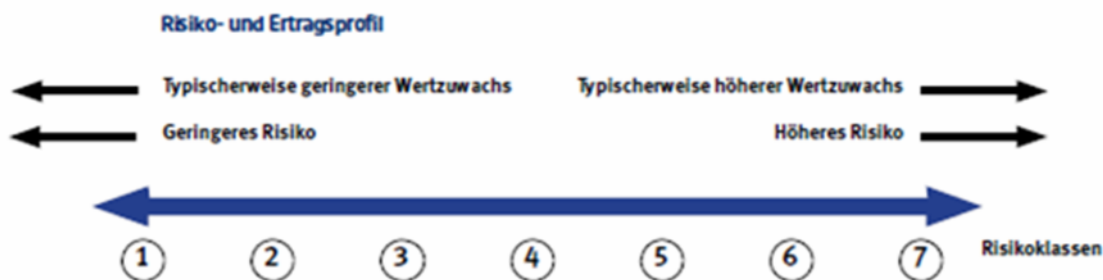 Risiko- und Ertragsprofil
Typischerweise geringerer Wertzuwachs Typischerweise höherer Wertzuwachs
Geringeres Risiko Höheres Risiko
1 2 3 4 5 6 7 Risikoklassen